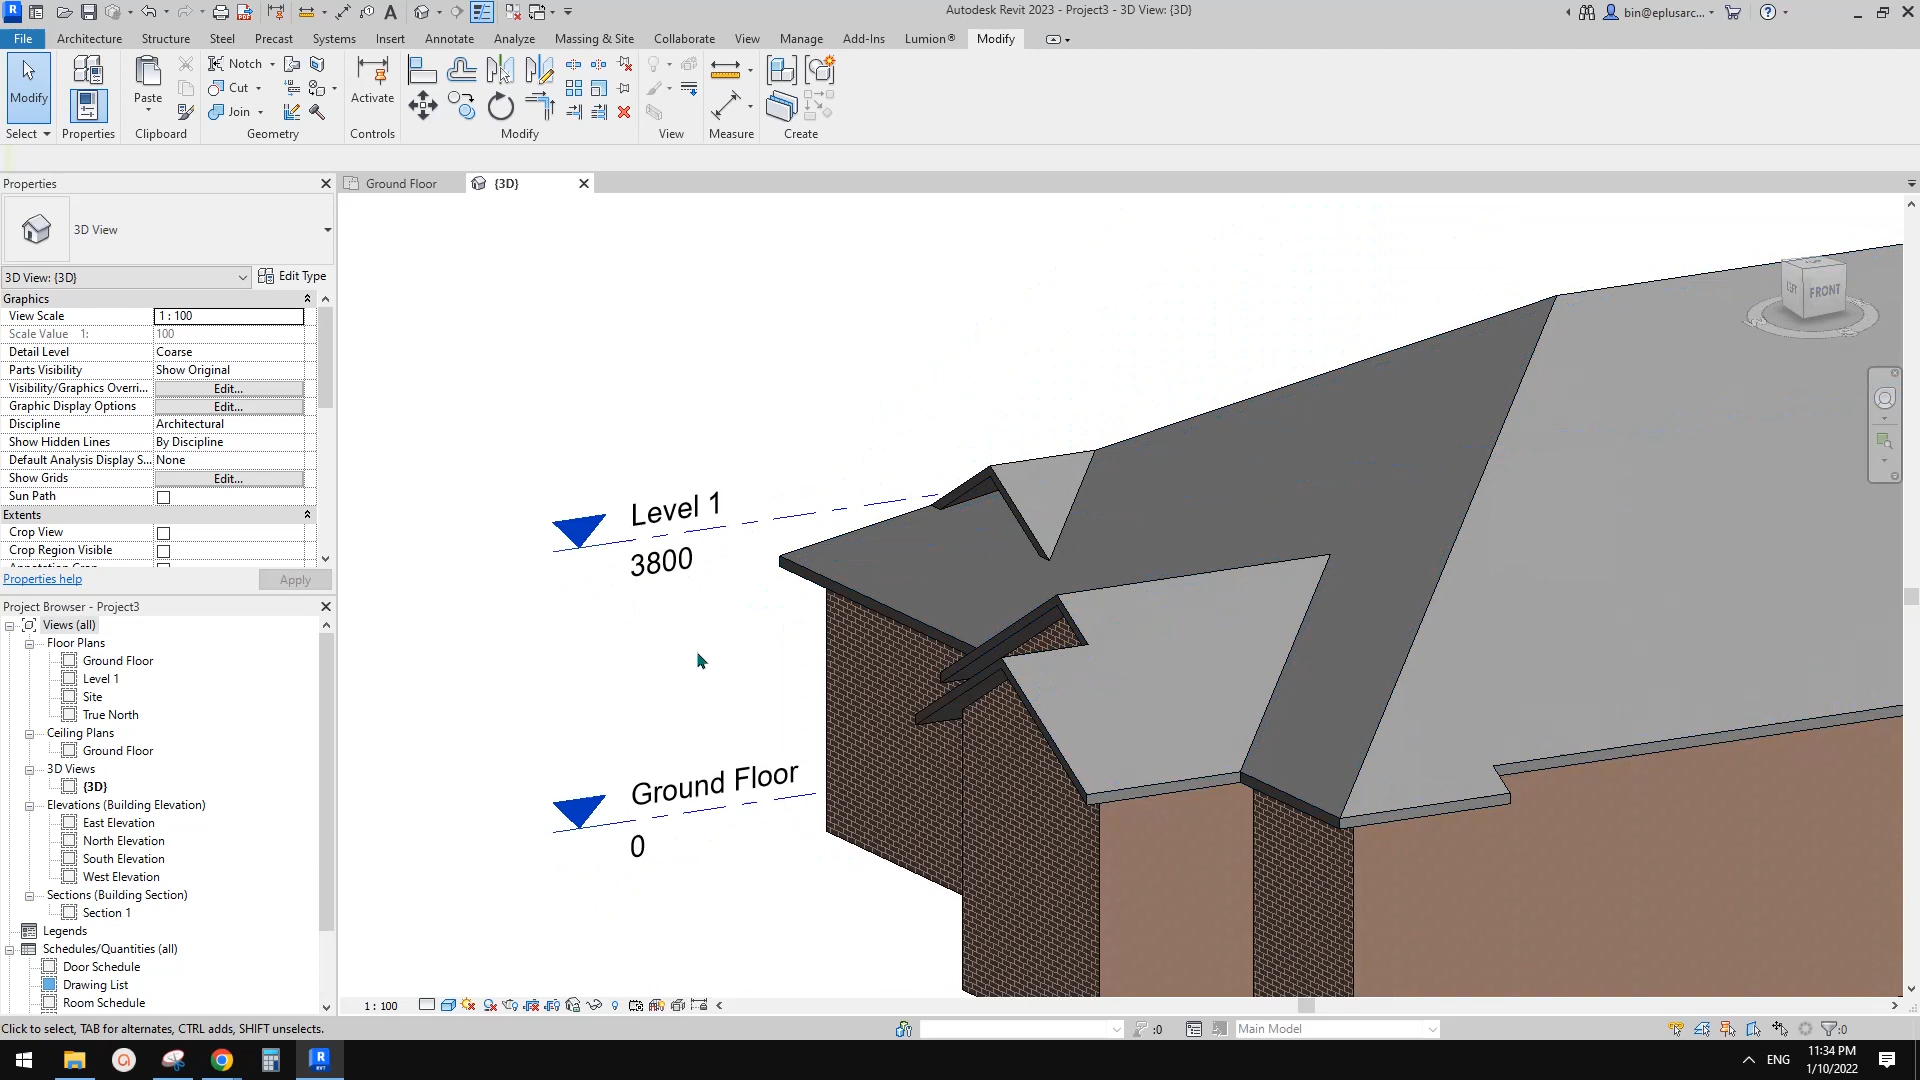 Autodesk Revit 2023 - Project3 - 3D View: {3D}
bin@eplusarc...
File Architecture Structure Steel Precast Systems Insert Annotate Analyze Massing & Site Collaborate View Manage Add-Ins Lumion® Modify
Notch
Cut
Join
Modify
Paste
Activate
Select Properties Clipboard Geometry Controls Modify View Measure Create
Properties
Ground Floor
{3D}
3D View
3D View: {3D}
Edit Type
Graphics
View Scale 1 : 100
Scale Value 1: 100
Detail Level Coarse
Parts Visibility Show Original
Visibility/Graphics Overri... Edit...
Graphic Display Options Edit...
Discipline Architectural
Show Hidden Lines By Discipline
Default Analysis Display S... None
Show Grids Edit...
Sun Path
Extents
Crop View
Crop Region Visible
Properties help
Apply
Project Browser - Project3
Views (all)
Floor Plans
Ground Floor
Level 1
Site
True North
Ceiling Plans
Ground Floor
3D Views
{3D}
Elevations (Building Elevation)
East Elevation
North Elevation
South Elevation
West Elevation
Sections (Building Section)
Section 1
Legends
Schedules/Quantities (all)
Door Schedule
Drawing List
Room Schedule
Level 1
3800
Ground Floor
0
LEFT
FRONT
1 : 100
Click to select, TAB for alternates, CTRL adds, SHIFT unselects.
:0
Main Model
:0
ENG
11:34 PM
1/10/2022